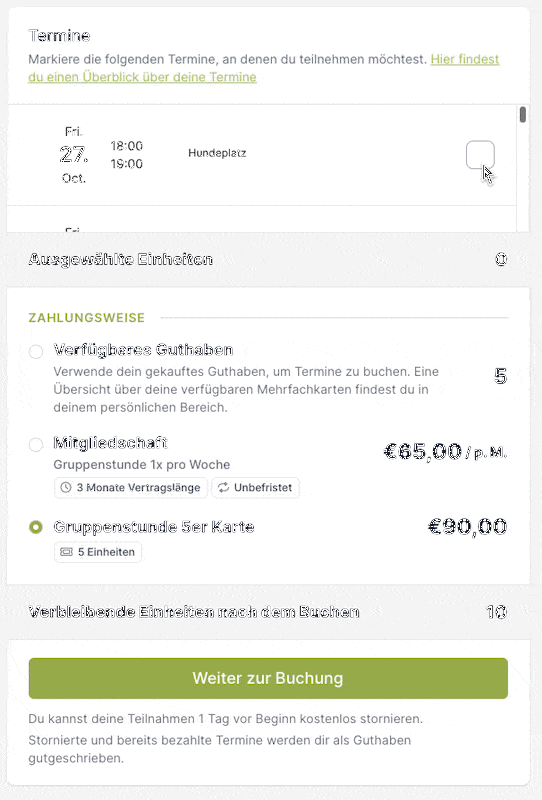 Termine
Markiere die folgenden Termine, an denen du teilnehmen möchtest. Hier findest
du einen Überblick über deine Termine
Fri.
27.
Oct.
18:00
19:00
Hundeplatz
Fri.
Ausgewählte Einheiten
0
ZAHLUNGSWEISE
Verfügbares Guthaben
Verwende dein gekauftes Guthaben, um Termine zu buchen. Eine
Übersicht über deine verfügbaren Mehrfachkarten findest du in
deinem persönlichen Bereich.
5
Mitgliedschaft
€65,00 / p. M.
Gruppenstunde 1x pro Woche
3 Monate Vertragslänge
Unbefristet
Gruppenstunde 5er Karte
€90,00
5 Einheiten
Verbleibende Einheiten nach dem Buchen
10
Weiter zur Buchung
Du kannst deine Teilnahmen 1 Tag vor Beginn kostenlos stornieren.
Stornierte und bereits bezahlte Termine werden dir als Guthaben
gutgeschrieben.